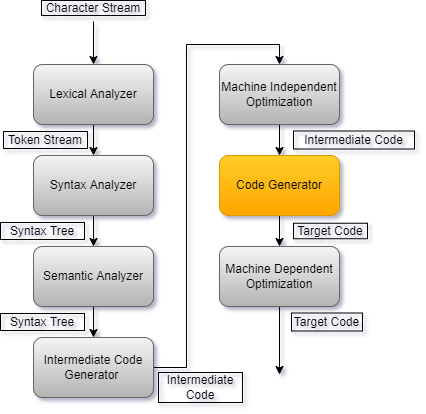 Character Stream
Lexical Analyzer
Token Stream
Syntax Analyzer
Syntax Tree
Semantic Analyzer
Syntax Tree
Intermediate Code
Generator
Intermediate
Code
Machine Independent
Optimization
Intermediate Code
Code Generator
Target Code
Machine Dependent
Optimization
Target Code